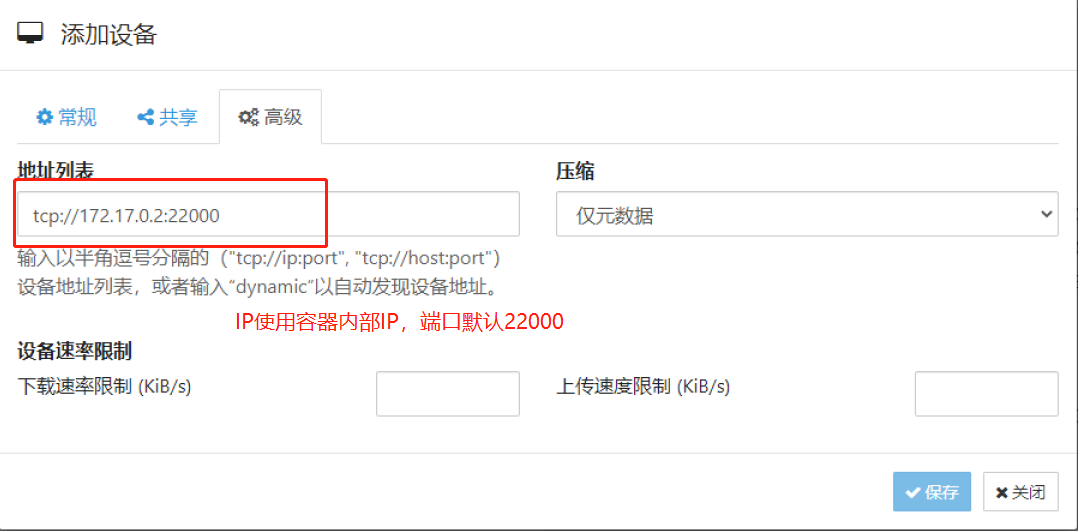 添加设备
常规
共享
高级
地址列表
压缩
tcp://172.17.0.2:22000
仅元数据
输入以半角逗号分隔的（"tcp://ip:port", "tcp://host:port"）
设备地址列表，或者输入“dynamic”以自动发现设备地址。
IP使用容器内部IP，端口默认22000
设备速率限制
下载速率限制 (KiB/s)
上传速度限制 (KiB/s)
保存
关闭